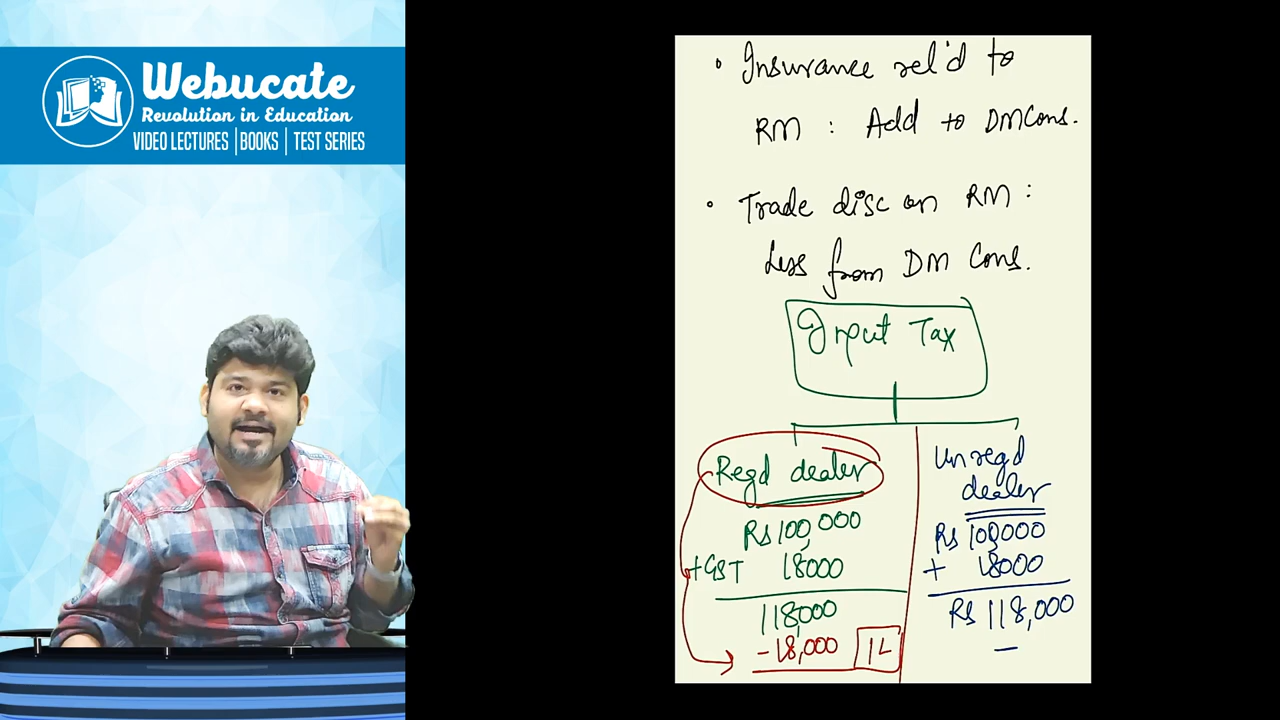 Webucate
Revolution in Education
VIDEO LECTURES | BOOKS | TEST SERIES
• Insurance rel'd to
RM : Add to DM Cons.
• Trade disc on RM :
Less from DM Cons.
Input Tax
Regd dealer
Rs 100,000
+GST 18000
118000
- 18,000 1L
Unregd
dealer
Rs 100000
+ 18000
Rs 118,000
—